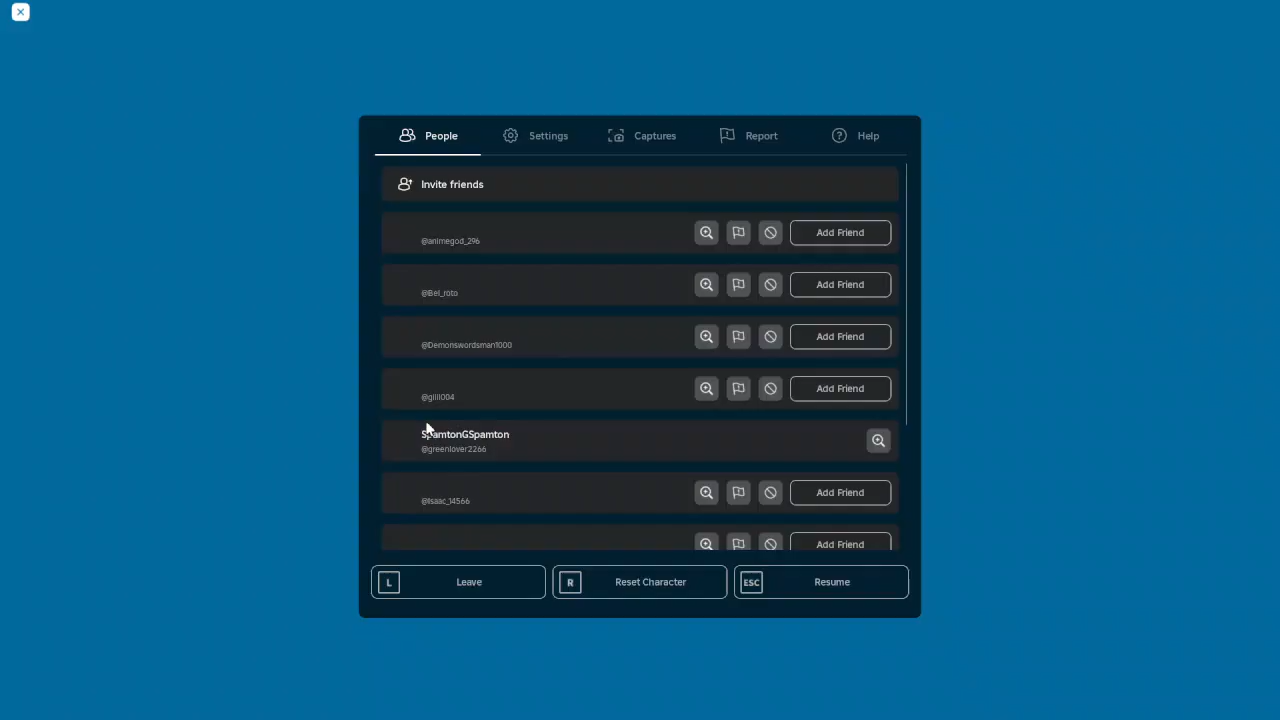 People Settings Captures Report Help
Invite friends
@animegod_296 Add Friend
@Bel_roto Add Friend
@Demonswordsman1000 Add Friend
Add Friend
SpamtonGSpamton
@greenlover2266
@Isaac_14566 Add Friend
Add Friend
L Leave R Reset Character ESC Resume